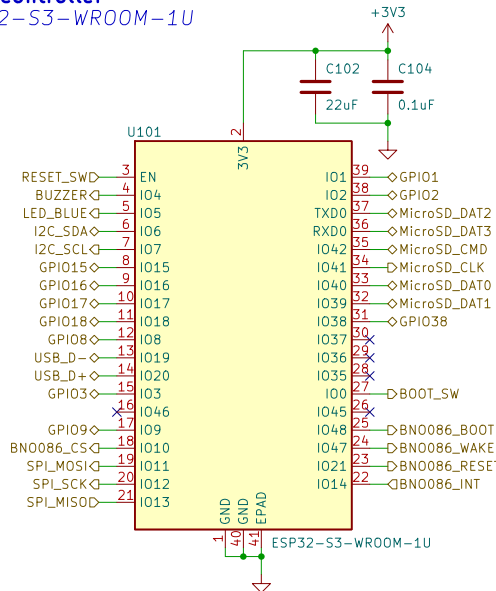 2-S3-WROOM-1U
+3V3
C102
C104
22uF
0.1uF
U101
2
3V3
RESET_SW 3 EN
BUZZER 4 IO4
LED_BLUE 5 IO5
I2C_SDA 6 IO6
I2C_SCL 7 IO7
GPIO15 8 IO15
GPIO16 9 IO16
GPIO17 10 IO17
GPIO18 11 IO18
GPIO8 12 IO8
USB_D- 13 IO19
USB_D+ 14 IO20
GPIO3 15 IO3
16 IO46
GPIO9 17 IO9
BNO086_CS 18 IO10
SPI_MOSI 19 IO11
SPI_SCK 20 IO12
SPI_MISO 21 IO13
IO1 39 GPIO1
IO2 38 GPIO2
TXD0 37 MicroSD_DAT2
RXD0 36 MicroSD_DAT3
IO42 35 MicroSD_CMD
IO41 34 MicroSD_CLK
IO40 33 MicroSD_DAT0
IO39 32 MicroSD_DAT1
IO38 31 GPIO38
IO37 30
IO36 29
IO35 28
IO0 27 BOOT_SW
IO45 26
IO48 25 BNO086_BOOT
IO47 24 BNO086_WAKE
IO21 23 BNO086_RESET
IO14 22 BNO086_INT
GND GND EPAD
1 40 41
ESP32-S3-WROOM-1U